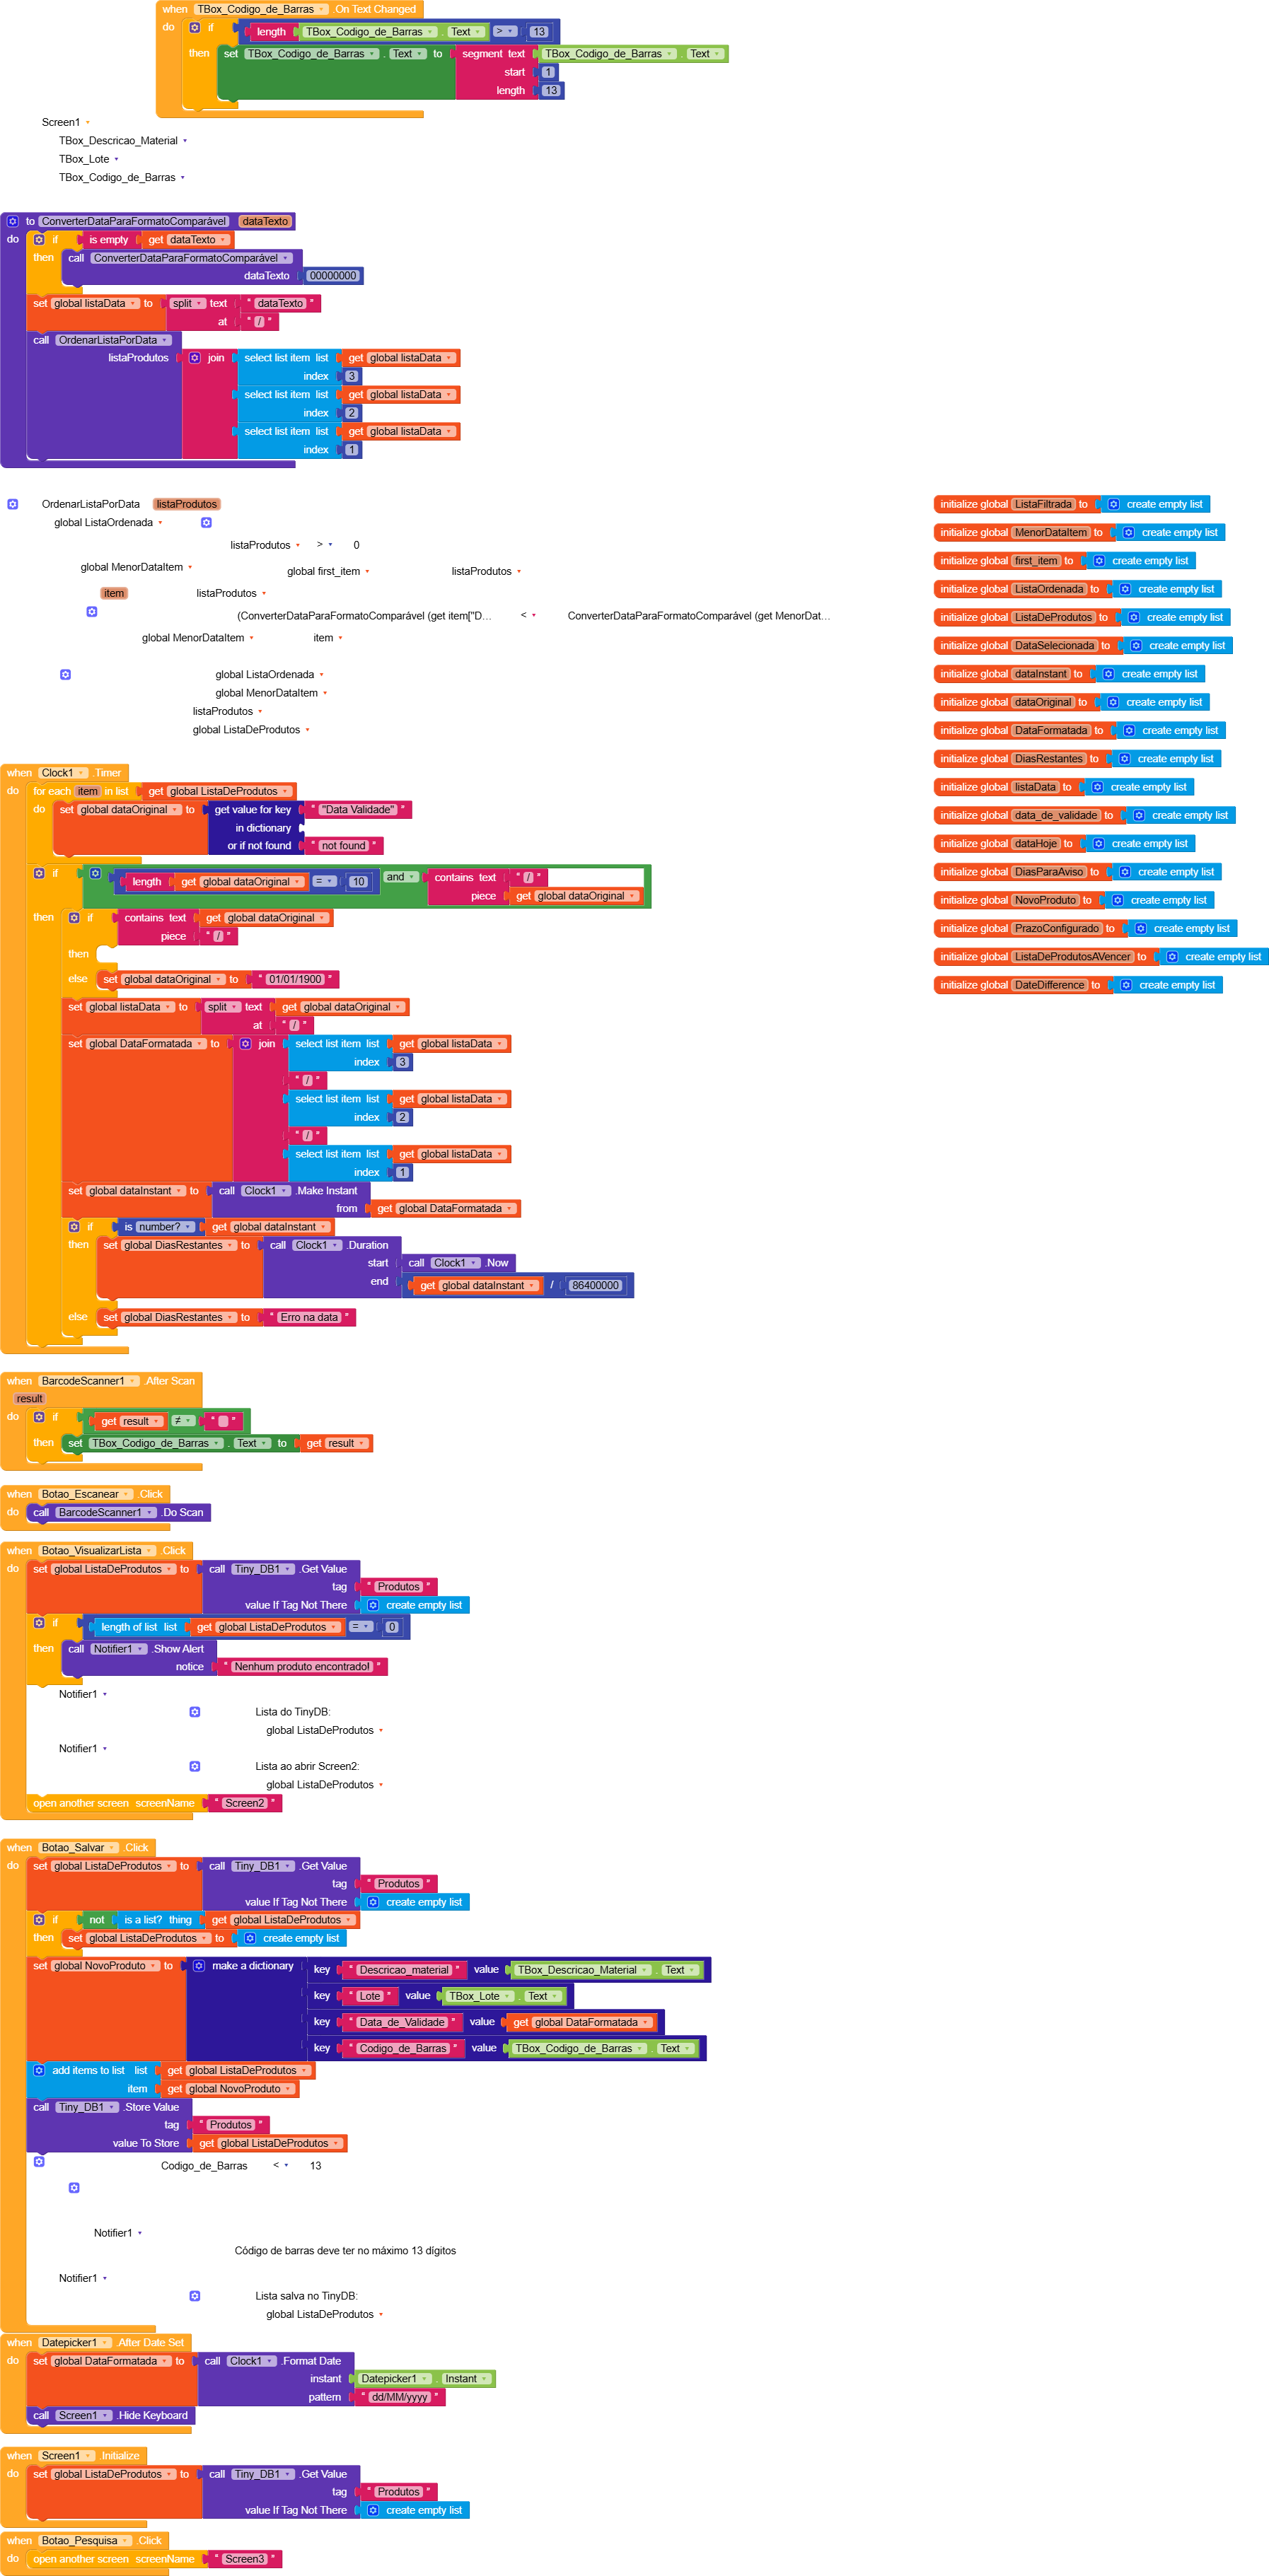 when TBox_Codigo_de_Barras .On Text Changed
do if length TBox_Codigo_de_Barras . Text > 13
then set TBox_Codigo_de_Barras . Text to segment text TBox_Codigo_de_Barras . Text
start 1
length 13
Screen1
TBox_Descricao_Material
TBox_Lote
TBox_Codigo_de_Barras
to ConverterDataParaFormatoComparável dataTexto
do if is empty get dataTexto
then call ConverterDataParaFormatoComparável
dataTexto 00000000
set global listaData to split text " dataTexto "
at " / "
call OrdenarListaPorData
listaProdutos join select list item list get global listaData
index 3
select list item list get global listaData
index 2
select list item list get global listaData
index 1
OrdenarListaPorData listaProdutos
global ListaOrdenada
listaProdutos > 0
global MenorDataItem global first_item listaProdutos
item listaProdutos
(ConverterDataParaFormatoComparável (get item["D... < ConverterDataParaFormatoComparável (get MenorDat...
global MenorDataItem item
global ListaOrdenada
global MenorDataItem
listaProdutos
global ListaDeProdutos
initialize global ListaFiltrada to create empty list
initialize global MenorDataItem to create empty list
initialize global first_item to create empty list
initialize global ListaOrdenada to create empty list
initialize global ListaDeProdutos to create empty list
initialize global DataSelecionada to create empty list
initialize global dataInstant to create empty list
initialize global dataOriginal to create empty list
initialize global DataFormatada to create empty list
initialize global DiasRestantes to create empty list
initialize global listaData to create empty list
initialize global data_de_validade to create empty list
initialize global dataHoje to create empty list
initialize global DiasParaAviso to create empty list
initialize global NovoProduto to create empty list
initialize global PrazoConfigurado to create empty list
initialize global ListaDeProdutosAVencer to create empty list
initialize global DateDifference to create empty list
when Clock1 .Timer
do for each item in list get global ListaDeProdutos
do set global dataOriginal to get value for key " "Data Validade" "
in dictionary
or if not found " not found "
if length get global dataOriginal = 10 and contains text " / "
piece get global dataOriginal
then if contains text get global dataOriginal
piece " / "
then
else set global dataOriginal to " 01/01/1900 "
set global listaData to split text get global dataOriginal
at " / "
set global DataFormatada to join select list item list get global listaData
index 3
" / "
select list item list get global listaData
index 2
" / "
select list item list get global listaData
index 1
set global dataInstant to call Clock1 .Make Instant
from get global DataFormatada
if is number? get global dataInstant
then set global DiasRestantes to call Clock1 .Duration
start call Clock1 .Now
end get global dataInstant / 86400000
else set global DiasRestantes to " Erro na data "
when BarcodeScanner1 .After Scan
result
do if get result ≠ " "
then set TBox_Codigo_de_Barras . Text to get result
when Botao_Escanear .Click
do call BarcodeScanner1 .Do Scan
when Botao_VisualizarLista .Click
do set global ListaDeProdutos to call Tiny_DB1 .Get Value
tag " Produtos "
value If Tag Not There create empty list
if length of list list get global ListaDeProdutos = 0
then call Notifier1 .Show Alert
notice " Nenhum produto encontrado! "
Notifier1
Lista do TinyDB:
global ListaDeProdutos
Notifier1
Lista ao abrir Screen2:
global ListaDeProdutos
open another screen screenName " Screen2 "
when Botao_Salvar .Click
do set global ListaDeProdutos to call Tiny_DB1 .Get Value
tag " Produtos "
value If Tag Not There create empty list
if not is a list? thing get global ListaDeProdutos
then set global ListaDeProdutos to create empty list
set global NovoProduto to make a dictionary key " Descricao_material " value TBox_Descricao_Material . Text
key " Lote " value TBox_Lote . Text
key " Data_de_Validade " value get global DataFormatada
key " Codigo_de_Barras " value TBox_Codigo_de_Barras . Text
add items to list list get global ListaDeProdutos
item get global NovoProduto
call Tiny_DB1 .Store Value
tag " Produtos "
value To Store get global ListaDeProdutos
Codigo_de_Barras < 13
Notifier1
Código de barras deve ter no máximo 13 dígitos
Notifier1
Lista salva no TinyDB:
global ListaDeProdutos
when Datepicker1 .After Date Set
do set global DataFormatada to call Clock1 .Format Date
instant Datepicker1 . Instant
pattern " dd/MM/yyyy "
call Screen1 .Hide Keyboard
when Screen1 .Initialize
do set global ListaDeProdutos to call Tiny_DB1 .Get Value
tag " Produtos "
value If Tag Not There create empty list
when Botao_Pesquisa .Click
do open another screen screenName " Screen3 "